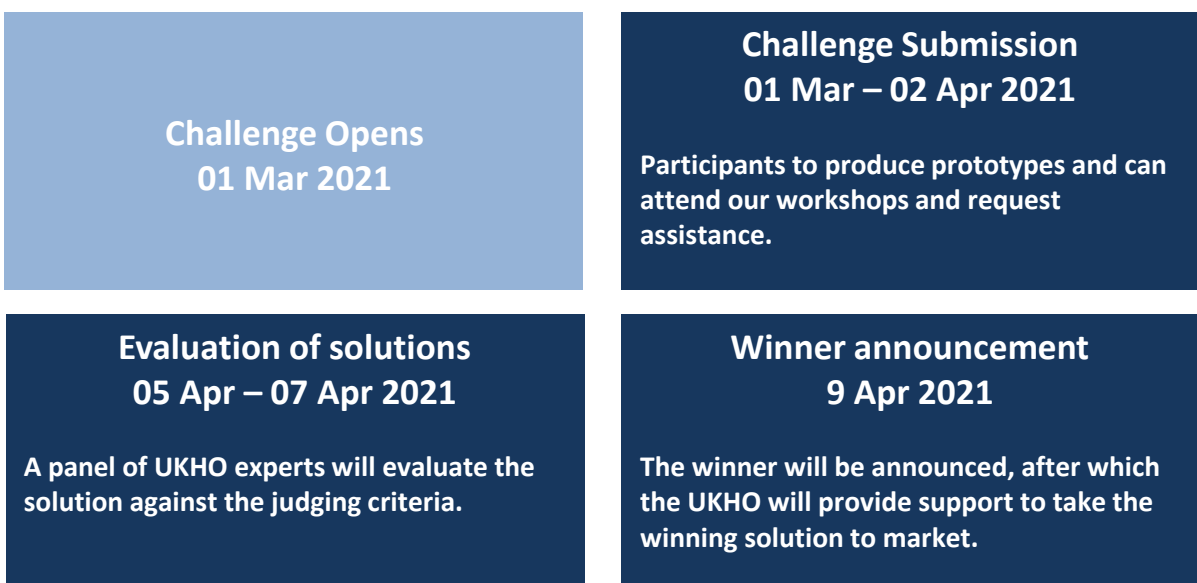 Challenge Opens
01 Mar 2021
Challenge Submission
01 Mar – 02 Apr 2021
Participants to produce prototypes and can
attend our workshops and request
assistance.
Evaluation of solutions
05 Apr – 07 Apr 2021
A panel of UKHO experts will evaluate the
solution against the judging criteria.
Winner announcement
9 Apr 2021
The winner will be announced, after which
the UKHO will provide support to take the
winning solution to market.